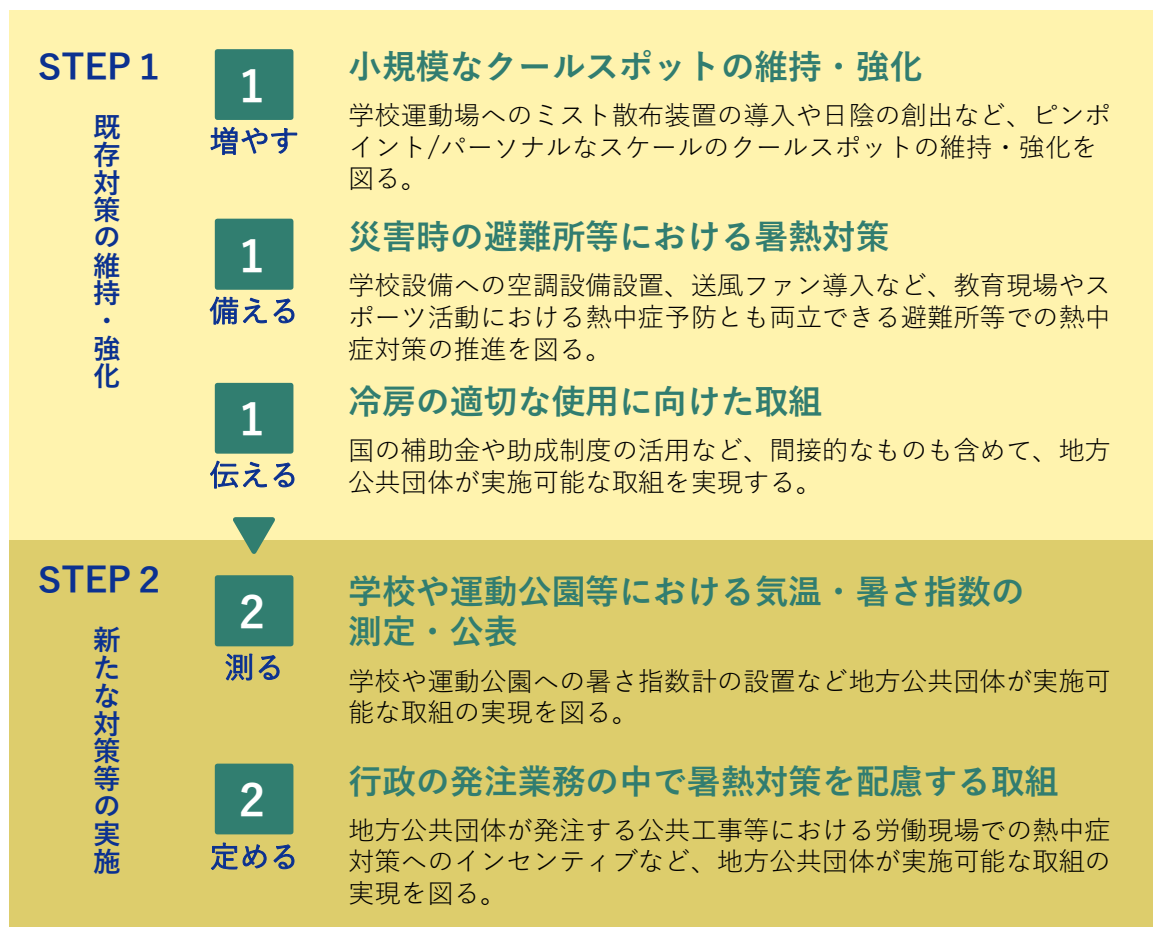 STEP 1
既存対策の維持・強化
1
増やす
小規模なクールスポットの維持・強化
学校運動場へのミスト散布装置の導入や日陰の創出など、ピンポ
イント/パーソナルなスケールのクールスポットの維持・強化を
図る。
1
備える
災害時の避難所等における暑熱対策
学校設備への空調設備設置、送風ファン導入など、教育現場やス
ポーツ活動における熱中症予防とも両立できる避難所等での熱中
症対策の推進を図る。
1
伝える
冷房の適切な使用に向けた取組
国の補助金や助成制度の活用など、間接的なものも含めて、地方
公共団体が実施可能な取組を実現する。
STEP 2
新たな対策等の実施
2
測る
学校や運動公園等における気温・暑さ指数の
測定・公表
学校や運動公園への暑さ指数計の設置など地方公共団体が実施可
能な取組の実現を図る。
2
定める
行政の発注業務の中で暑熱対策を配慮する取組
地方公共団体が発注する公共工事等における労働現場での熱中症
対策へのインセンティブなど、地方公共団体が実施可能な取組の
実現を図る。